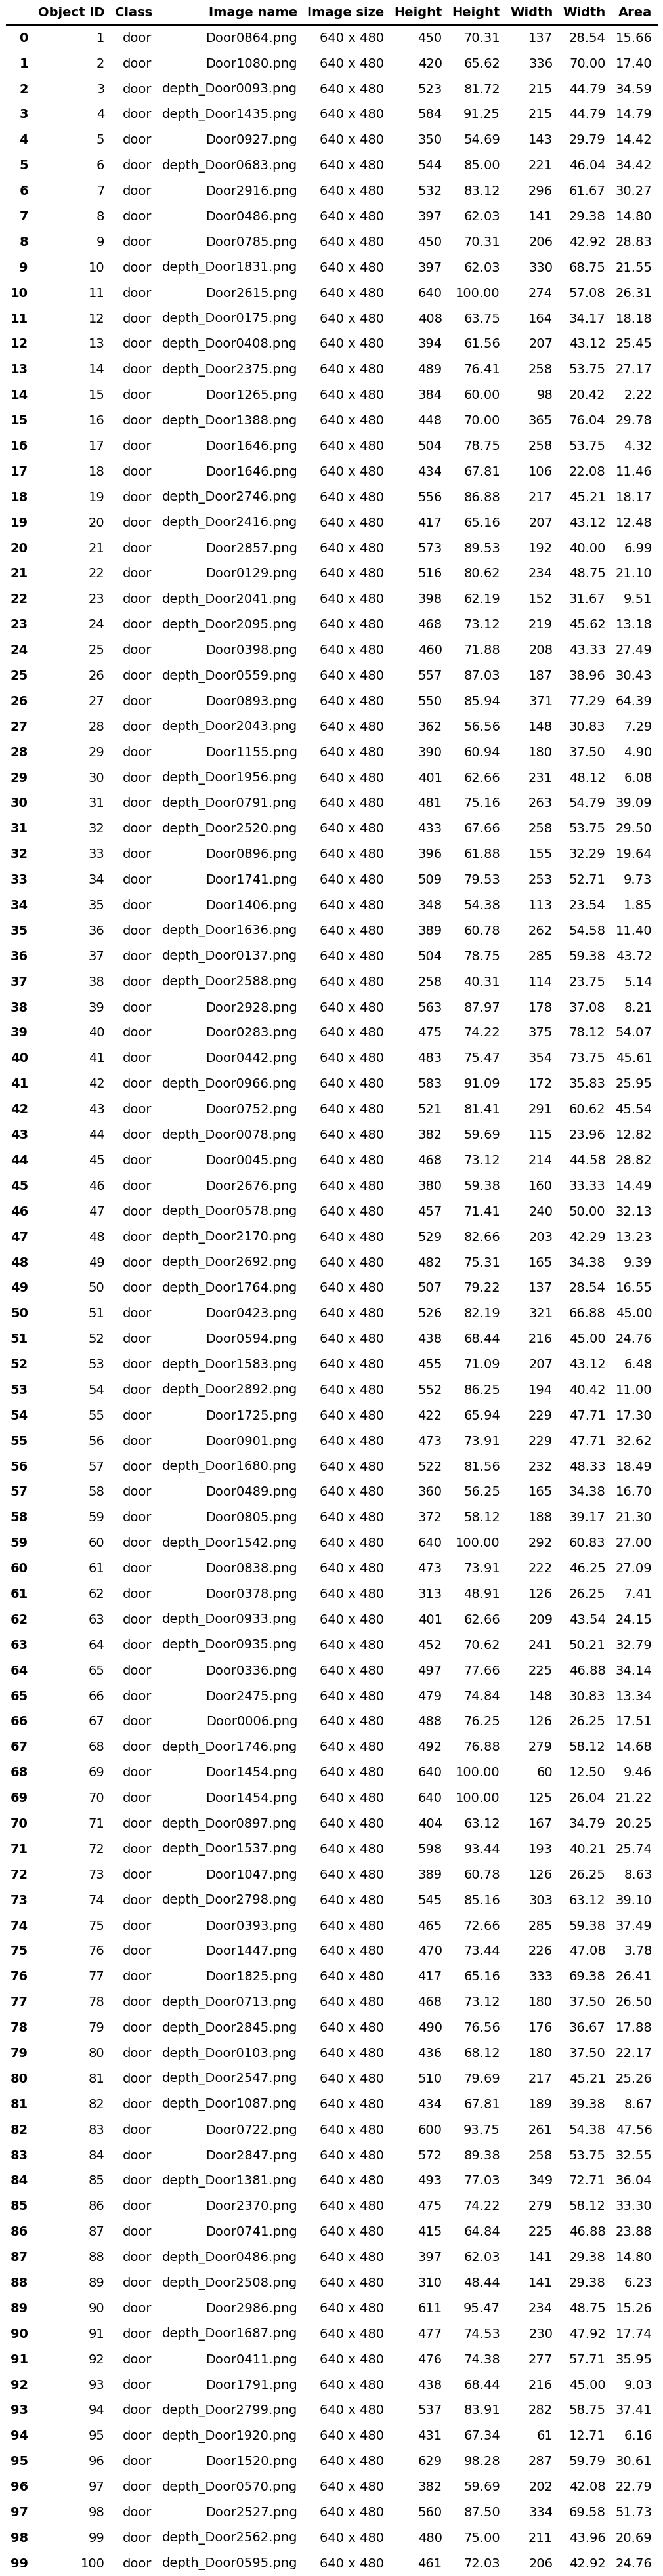 Object ID Class Image name Image size Height Height Width Width Area
0 1 door Door0864.png 640 x 480 450 70.31 137 28.54 15.66
1 2 door Door1080.png 640 x 480 420 65.62 336 70.00 17.40
2 3 door depth_Door0093.png 640 x 480 523 81.72 215 44.79 34.59
3 4 door depth_Door1435.png 640 x 480 584 91.25 215 44.79 14.79
4 5 door Door0927.png 640 x 480 350 54.69 143 29.79 14.42
5 6 door depth_Door0683.png 640 x 480 544 85.00 221 46.04 34.42
6 7 door Door2916.png 640 x 480 532 83.12 296 61.67 30.27
7 8 door Door0486.png 640 x 480 397 62.03 141 29.38 14.80
8 9 door Door0785.png 640 x 480 450 70.31 206 42.92 28.83
9 10 door depth_Door1831.png 640 x 480 397 62.03 330 68.75 21.55
10 11 door Door2615.png 640 x 480 640 100.00 274 57.08 26.31
11 12 door depth_Door0175.png 640 x 480 408 63.75 164 34.17 18.18
12 13 door depth_Door0408.png 640 x 480 394 61.56 207 43.12 25.45
13 14 door depth_Door2375.png 640 x 480 489 76.41 258 53.75 27.17
14 15 door Door1265.png 640 x 480 384 60.00 98 20.42 2.22
15 16 door depth_Door1388.png 640 x 480 448 70.00 365 76.04 29.78
16 17 door Door1646.png 640 x 480 504 78.75 258 53.75 4.32
17 18 door Door1646.png 640 x 480 434 67.81 106 22.08 11.46
18 19 door depth_Door2746.png 640 x 480 556 86.88 217 45.21 18.17
19 20 door depth_Door2416.png 640 x 480 417 65.16 207 43.12 12.48
20 21 door Door2857.png 640 x 480 573 89.53 192 40.00 6.99
21 22 door Door0129.png 640 x 480 516 80.62 234 48.75 21.10
22 23 door depth_Door2041.png 640 x 480 398 62.19 152 31.67 9.51
23 24 door depth_Door2095.png 640 x 480 468 73.12 219 45.62 13.18
24 25 door Door0398.png 640 x 480 460 71.88 208 43.33 27.49
25 26 door depth_Door0559.png 640 x 480 557 87.03 187 38.96 30.43
26 27 door Door0893.png 640 x 480 550 85.94 371 77.29 64.39
27 28 door depth_Door2043.png 640 x 480 362 56.56 148 30.83 7.29
28 29 door Door1155.png 640 x 480 390 60.94 180 37.50 4.90
29 30 door depth_Door1956.png 640 x 480 401 62.66 231 48.12 6.08
30 31 door depth_Door0791.png 640 x 480 481 75.16 263 54.79 39.09
31 32 door depth_Door2520.png 640 x 480 433 67.66 258 53.75 29.50
32 33 door Door0896.png 640 x 480 396 61.88 155 32.29 19.64
33 34 door Door1741.png 640 x 480 509 79.53 253 52.71 9.73
34 35 door Door1406.png 640 x 480 348 54.38 113 23.54 1.85
35 36 door depth_Door1636.png 640 x 480 389 60.78 262 54.58 11.40
36 37 door depth_Door0137.png 640 x 480 504 78.75 285 59.38 43.72
37 38 door depth_Door2588.png 640 x 480 258 40.31 114 23.75 5.14
38 39 door Door2928.png 640 x 480 563 87.97 178 37.08 8.21
39 40 door Door0283.png 640 x 480 475 74.22 375 78.12 54.07
40 41 door Door0442.png 640 x 480 483 75.47 354 73.75 45.61
41 42 door depth_Door0966.png 640 x 480 583 91.09 172 35.83 25.95
42 43 door Door0752.png 640 x 480 521 81.41 291 60.62 45.54
43 44 door depth_Door0078.png 640 x 480 382 59.69 115 23.96 12.82
44 45 door Door0045.png 640 x 480 468 73.12 214 44.58 28.82
45 46 door Door2676.png 640 x 480 380 59.38 160 33.33 14.49
46 47 door depth_Door0578.png 640 x 480 457 71.41 240 50.00 32.13
47 48 door depth_Door2170.png 640 x 480 529 82.66 203 42.29 13.23
48 49 door depth_Door2692.png 640 x 480 482 75.31 165 34.38 9.39
49 50 door depth_Door1764.png 640 x 480 507 79.22 137 28.54 16.55
50 51 door Door0423.png 640 x 480 526 82.19 321 66.88 45.00
51 52 door Door0594.png 640 x 480 438 68.44 216 45.00 24.76
52 53 door depth_Door1583.png 640 x 480 455 71.09 207 43.12 6.48
53 54 door depth_Door2892.png 640 x 480 552 86.25 194 40.42 11.00
54 55 door Door1725.png 640 x 480 422 65.94 229 47.71 17.30
55 56 door Door0901.png 640 x 480 473 73.91 229 47.71 32.62
56 57 door depth_Door1680.png 640 x 480 522 81.56 232 48.33 18.49
57 58 door Door0489.png 640 x 480 360 56.25 165 34.38 16.70
58 59 door Door0805.png 640 x 480 372 58.12 188 39.17 21.30
59 60 door depth_Door1542.png 640 x 480 640 100.00 292 60.83 27.00
60 61 door Door0838.png 640 x 480 473 73.91 222 46.25 27.09
61 62 door Door0378.png 640 x 480 313 48.91 126 26.25 7.41
62 63 door depth_Door0933.png 640 x 480 401 62.66 209 43.54 24.15
63 64 door depth_Door0935.png 640 x 480 452 70.62 241 50.21 32.79
64 65 door Door0336.png 640 x 480 497 77.66 225 46.88 34.14
65 66 door Door2475.png 640 x 480 479 74.84 148 30.83 13.34
66 67 door Door0006.png 640 x 480 488 76.25 126 26.25 17.51
67 68 door depth_Door1746.png 640 x 480 492 76.88 279 58.12 14.68
68 69 door Door1454.png 640 x 480 640 100.00 60 12.50 9.46
69 70 door Door1454.png 640 x 480 640 100.00 125 26.04 21.22
70 71 door depth_Door0897.png 640 x 480 404 63.12 167 34.79 20.25
71 72 door depth_Door1537.png 640 x 480 598 93.44 193 40.21 25.74
72 73 door Door1047.png 640 x 480 389 60.78 126 26.25 8.63
73 74 door depth_Door2798.png 640 x 480 545 85.16 303 63.12 39.10
74 75 door Door0393.png 640 x 480 465 72.66 285 59.38 37.49
75 76 door Door1447.png 640 x 480 470 73.44 226 47.08 3.78
76 77 door Door1825.png 640 x 480 417 65.16 333 69.38 26.41
77 78 door depth_Door0713.png 640 x 480 468 73.12 180 37.50 26.50
78 79 door depth_Door2845.png 640 x 480 490 76.56 176 36.67 17.88
79 80 door depth_Door0103.png 640 x 480 436 68.12 180 37.50 22.17
80 81 door depth_Door2547.png 640 x 480 510 79.69 217 45.21 25.26
81 82 door depth_Door1087.png 640 x 480 434 67.81 189 39.38 8.67
82 83 door Door0722.png 640 x 480 600 93.75 261 54.38 47.56
83 84 door Door2847.png 640 x 480 572 89.38 258 53.75 32.55
84 85 door depth_Door1381.png 640 x 480 493 77.03 349 72.71 36.04
85 86 door Door2370.png 640 x 480 475 74.22 279 58.12 33.30
86 87 door Door0741.png 640 x 480 415 64.84 225 46.88 23.88
87 88 door depth_Door0486.png 640 x 480 397 62.03 141 29.38 14.80
88 89 door depth_Door2508.png 640 x 480 310 48.44 141 29.38 6.23
89 90 door Door2986.png 640 x 480 611 95.47 234 48.75 15.26
90 91 door depth_Door1687.png 640 x 480 477 74.53 230 47.92 17.74
91 92 door Door0411.png 640 x 480 476 74.38 277 57.71 35.95
92 93 door Door1791.png 640 x 480 438 68.44 216 45.00 9.03
93 94 door depth_Door2799.png 640 x 480 537 83.91 282 58.75 37.41
94 95 door depth_Door1920.png 640 x 480 431 67.34 61 12.71 6.16
95 96 door Door1520.png 640 x 480 629 98.28 287 59.79 30.61
96 97 door depth_Door0570.png 640 x 480 382 59.69 202 42.08 22.79
97 98 door Door2527.png 640 x 480 560 87.50 334 69.58 51.73
98 99 door depth_Door2562.png 640 x 480 480 75.00 211 43.96 20.69
99 100 door depth_Door0595.png 640 x 480 461 72.03 206 42.92 24.76